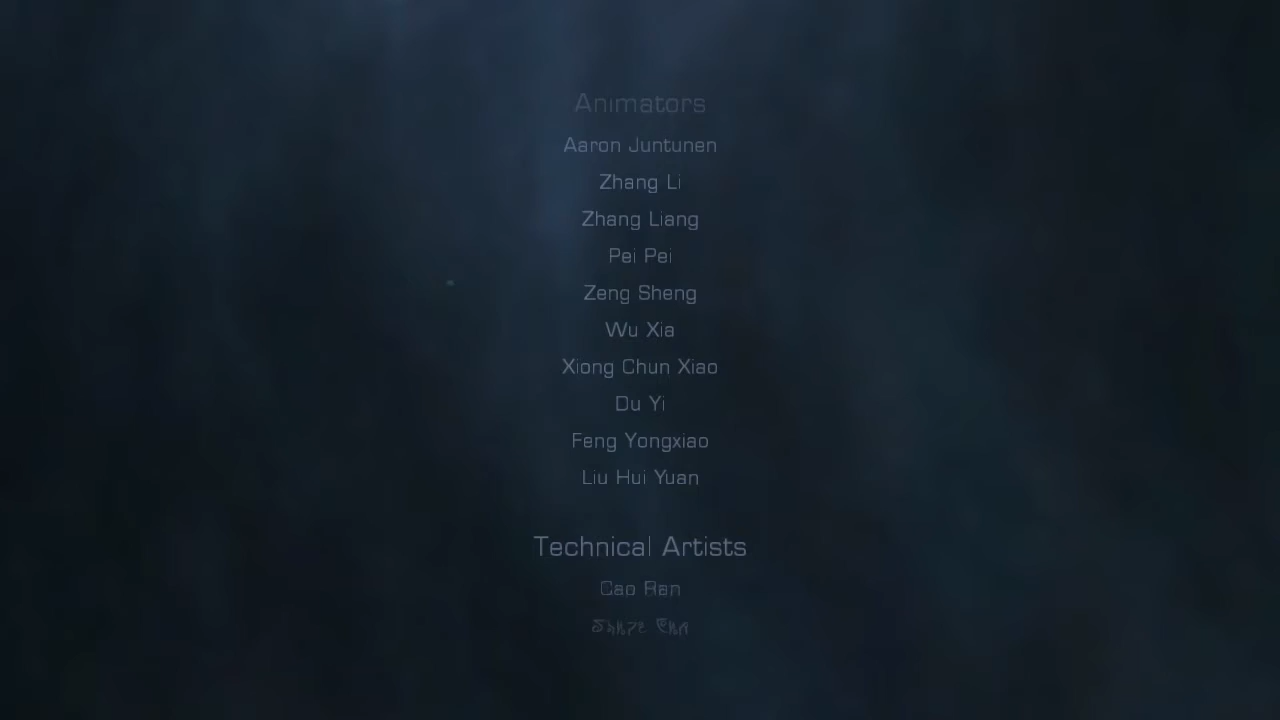 Animators
Aaron Juntunen
Zhang Li
Zhang Liang
Pei Pei
Zeng Sheng
Wu Xia
Xiong Chun Xiao
Du Yi
Feng Yongxiao
Liu Hui Yuan
Technical Artists
Cao Ran